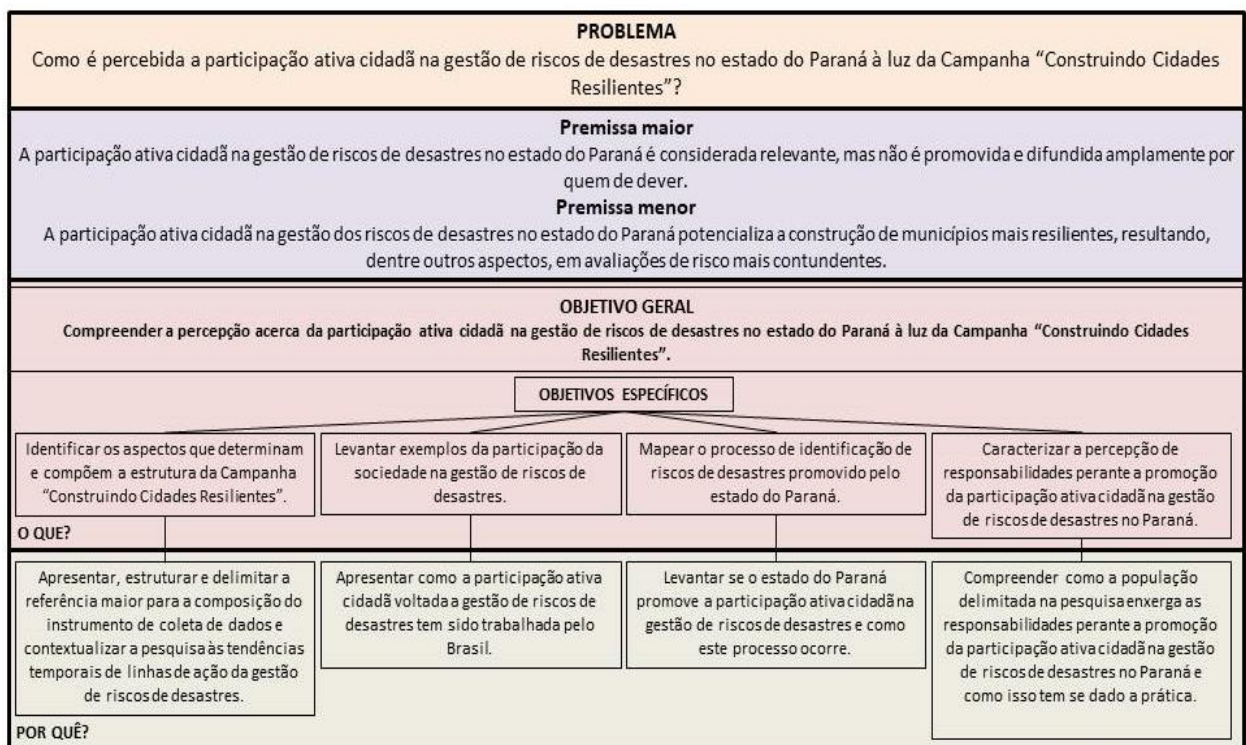 PROBLEMA
Como é percebida a participação ativa cidadã na gestão de riscos de desastres no estado do Paraná à luz da Campanha “Construindo Cidades
Resilientes”?
Premissa maior
A participação ativa cidadã na gestão de riscos de desastres no estado do Paraná é considerada relevante, mas não é promovida e difundida amplamente por
quem de dever.
Premissa menor
A participação ativa cidadã na gestão dos riscos de desastres no estado do Paraná potencializa a construção de municípios mais resilientes, resultando,
dentre outros aspectos, em avaliações de risco mais contundentes.
OBJETIVO GERAL
Compreender a percepção acerca da participação ativa cidadã na gestão de riscos de desastres no estado do Paraná à luz da Campanha “Construindo Cidades
Resilientes”.
OBJETIVOS ESPECÍFICOS
Identificar os aspectos que determinam
e compõem a estrutura da Campanha
“Construindo Cidades Resilientes”.
Levantar exemplos da participação da
sociedade na gestão de riscos de
desastres.
Mapear o processo de identificação de
riscos de desastres promovido pelo
estado do Paraná.
Caracterizar a percepção de
responsabilidades perante a promoção
da participação ativa cidadã na gestão
de riscos de desastres no Paraná.
O QUE?
Apresentar, estruturar e delimitar a
referência maior para a composição do
instrumento de coleta de dados e
contextualizar a pesquisa às tendências
temporais de linhas de ação da gestão
de riscos de desastres.
Apresentar como a participação ativa
cidadã voltada a gestão de riscos de
desastres tem sido trabalhada pelo
Brasil.
Levantar se o estado do Paraná
promove a participação ativa cidadã na
gestão de riscos de desastres e como
este processo ocorre.
Compreender como a população
delimitada na pesquisa enxerga as
responsabilidades perante a promoção
da participação ativa cidadã na gestão
de riscos de desastres no Paraná e
como isso tem se dado a prática.
POR QUÊ?